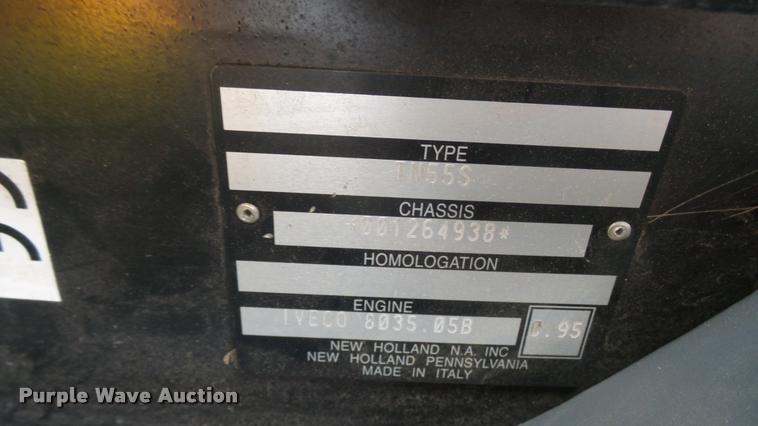 TYPE
TN55S
CHASSIS
*001264938*
HOMOLOGATION
ENGINE
IVECO 8035.05B
0.95
NEW HOLLAND N.A. INC
NEW HOLLAND PENNSYLVANIA
MADE IN ITALY
Purple Wave Auction